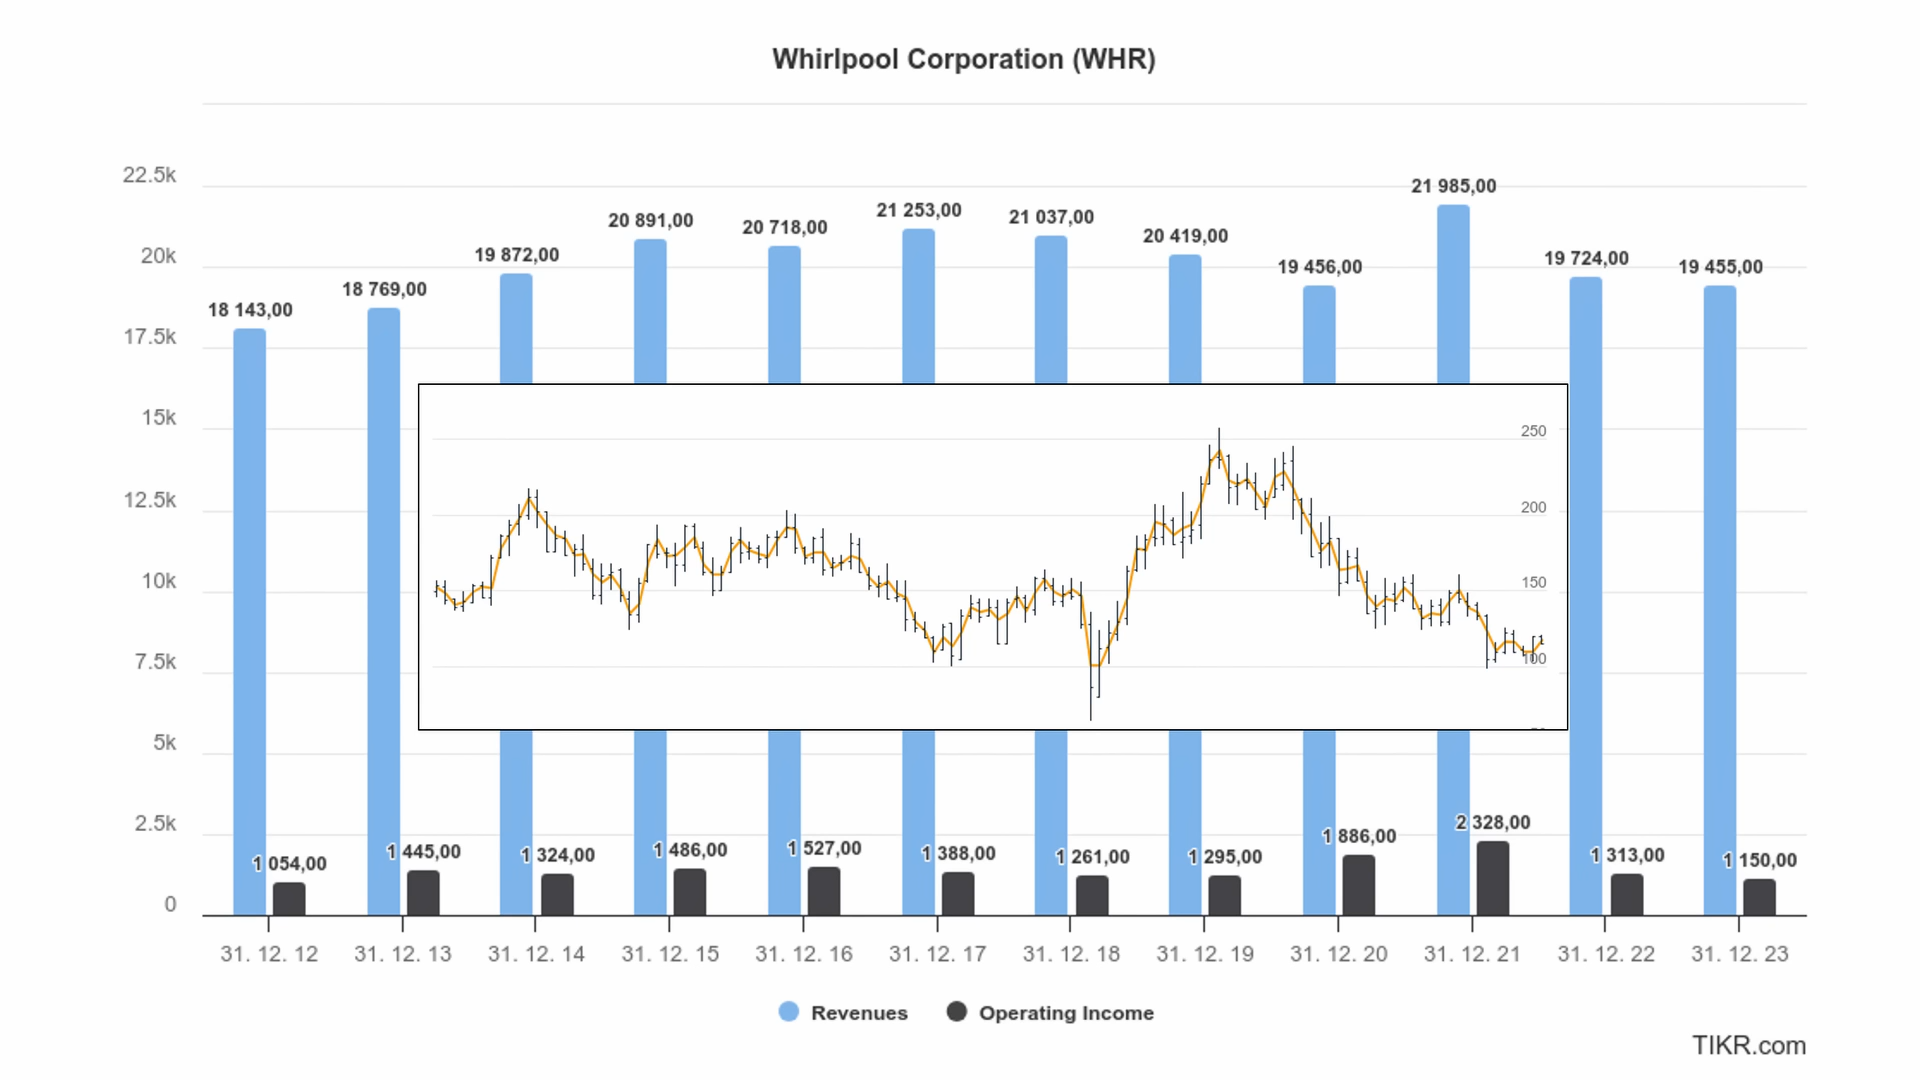 Whirlpool Corporation (WHR)
22.5k
20k
17.5k
15k
12.5k
10k
7.5k
5k
2.5k
0
18 143,00
18 769,00
19 872,00
20 891,00
20 718,00
21 253,00
21 037,00
20 419,00
19 456,00
21 985,00
19 724,00
19 455,00
250
200
150
100
1 054,00
1 445,00
1 324,00
1 486,00
1 527,00
1 388,00
1 261,00
1 295,00
1 886,00
2 328,00
1 313,00
1 150,00
31. 12. 12
31. 12. 13
31. 12. 14
31. 12. 15
31. 12. 16
31. 12. 17
31. 12. 18
31. 12. 19
31. 12. 20
31. 12. 21
31. 12. 22
31. 12. 23
Revenues
Operating Income
TIKR.com